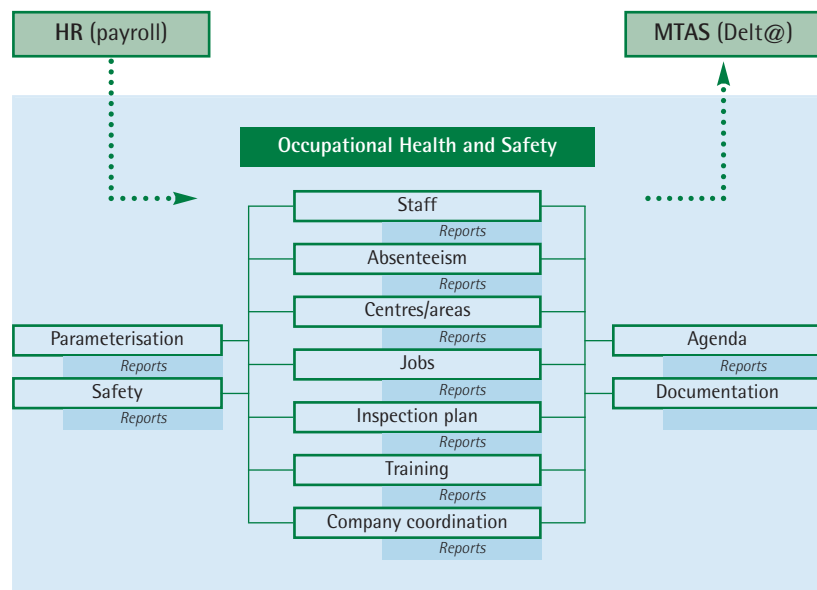 HR (payroll)
MTAS (Delt@)
Occupational Health and Safety
Staff
Reports
Absenteeism
Reports
Centres/areas
Reports
Parameterisation
Agenda
Reports
Jobs
Reports
Reports
Safety
Documentation
Reports
Inspection plan
Reports
Training
Reports
Company coordination
Reports